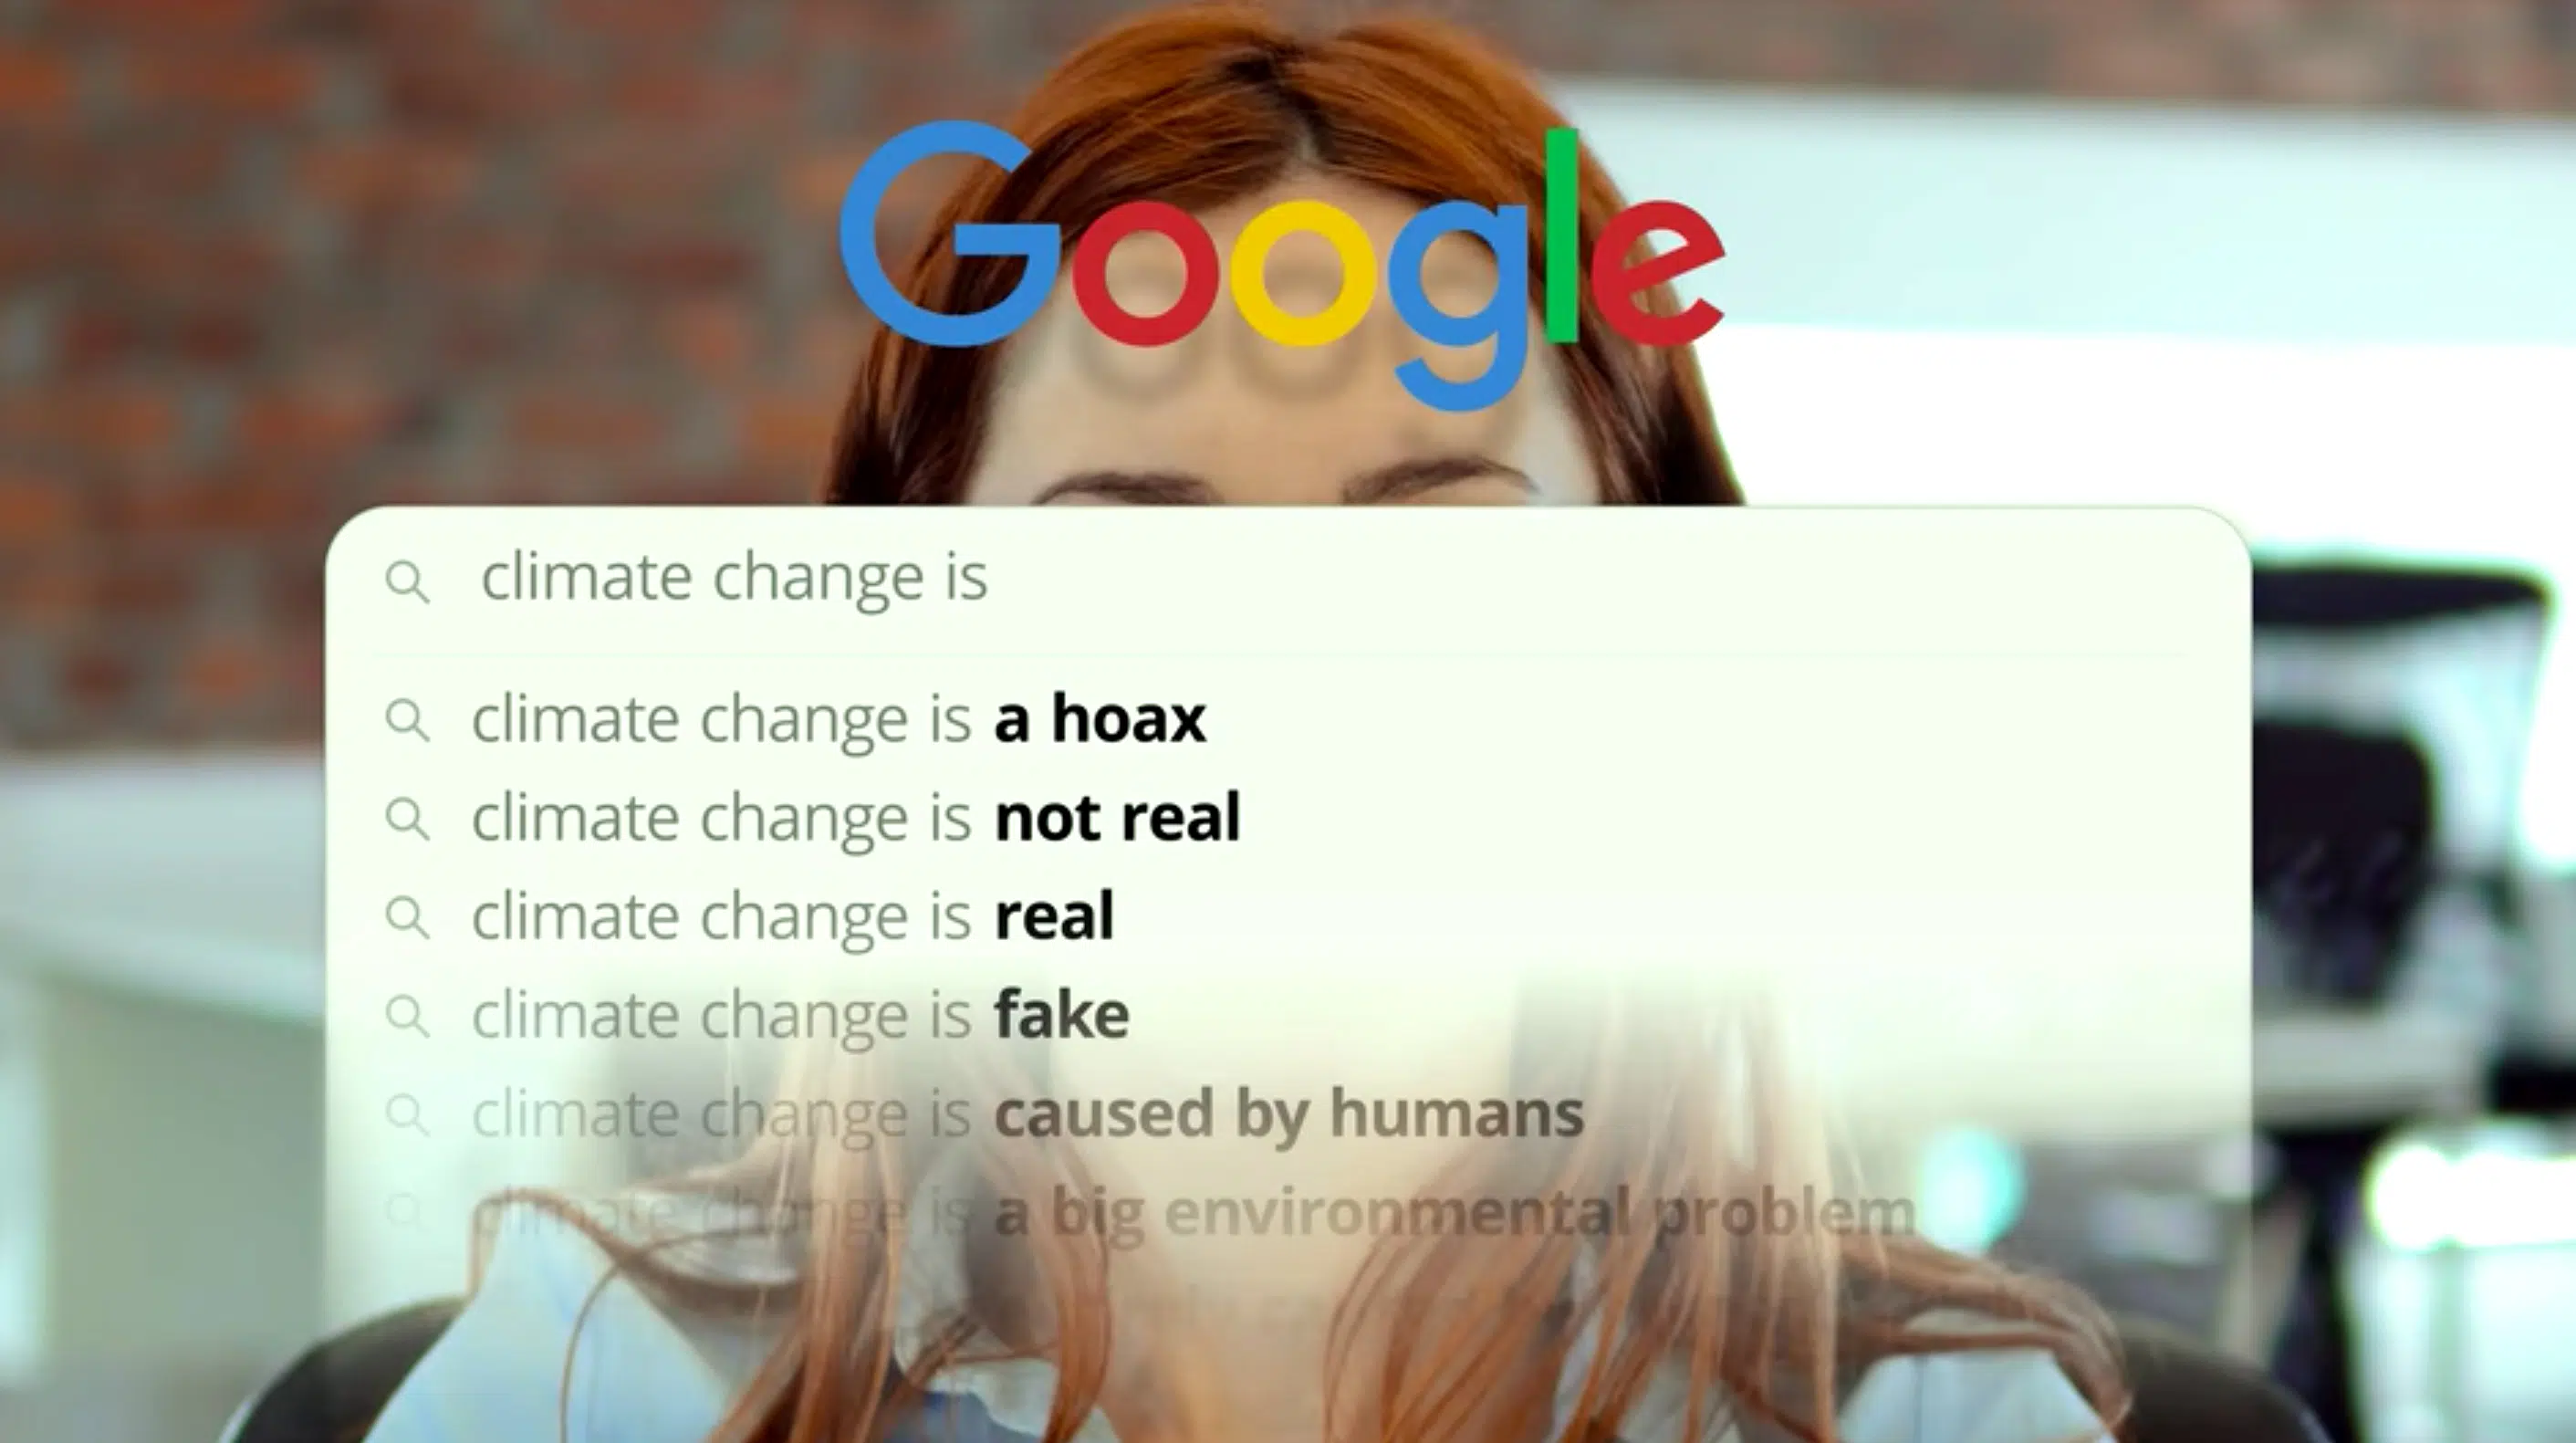 Google
climate change is
climate change is a hoax
climate change is not real
climate change is real
climate change is fake
climate change is caused by humans
climate change is a big environmental problem